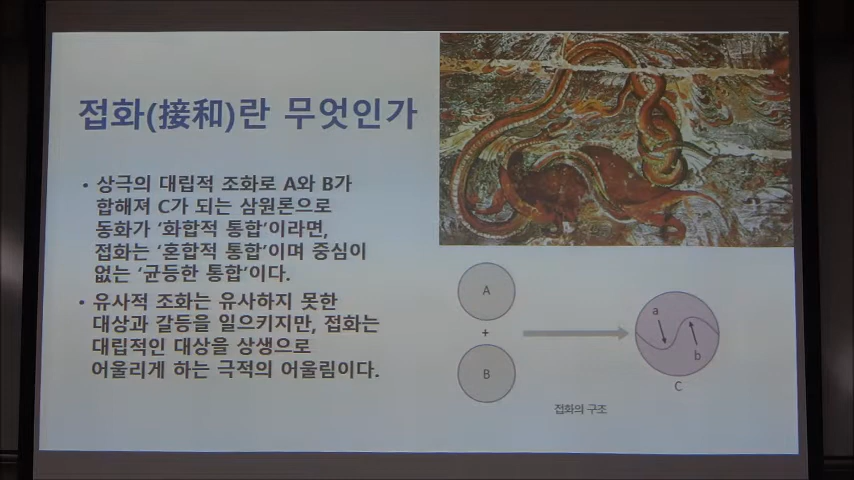 접화(接和)란 무엇인가
• 상극의 대립적 조화로 A와 B가
합해져 C가 되는 삼원론으로
동화가 ‘화합적 통합’이라면,
접화는 ‘혼합적 통합’이며 중심이
없는 ‘균등한 통합’이다.
• 유사적 조화는 유사하지 못한
대상과 갈등을 일으키지만, 접화는
대립적인 대상을 상생으로
어울리게 하는 극적의 어울림이다.
A
+
B
a
b
C
접화의 구조